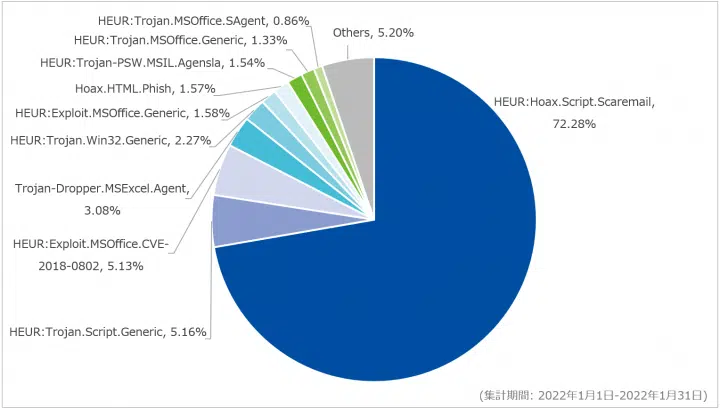 HEUR:Trojan.MSOffice.SAgent, 0.86%
HEUR:Trojan.MSOffice.Generic, 1.33%
HEUR:Trojan-PSW.MSIL.Agensla, 1.54%
Hoax.HTML.Phish, 1.57%
HEUR:Exploit.MSOffice.Generic, 1.58%
HEUR:Trojan.Win32.Generic, 2.27%
Trojan-Dropper.MSExcel.Agent,
3.08%
HEUR:Exploit.MSOffice.CVE-
2018-0802, 5.13%
HEUR:Trojan.Script.Generic, 5.16%
Others, 5.20%
HEUR:Hoax.Script.Scaremail,
72.28%
(集計期間: 2022年1月1日-2022年1月31日)